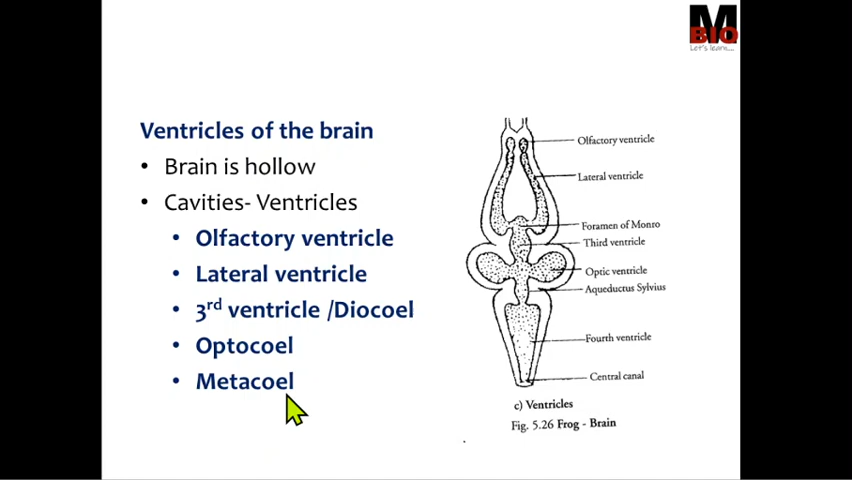 M
BIO
Let's learn....
Ventricles of the brain
• Brain is hollow
• Cavities- Ventricles
• Olfactory ventricle
• Lateral ventricle
• 3rd ventricle /Diocoel
• Optocoel
• Metacoel
Olfactory ventricle
Lateral ventricle
Foramen of Monro
Third ventricle
Optic ventricle
Aqueductus Sylvius
Fourth ventricle
Central canal
c) Ventricles
Fig. 5.26 Frog - Brain